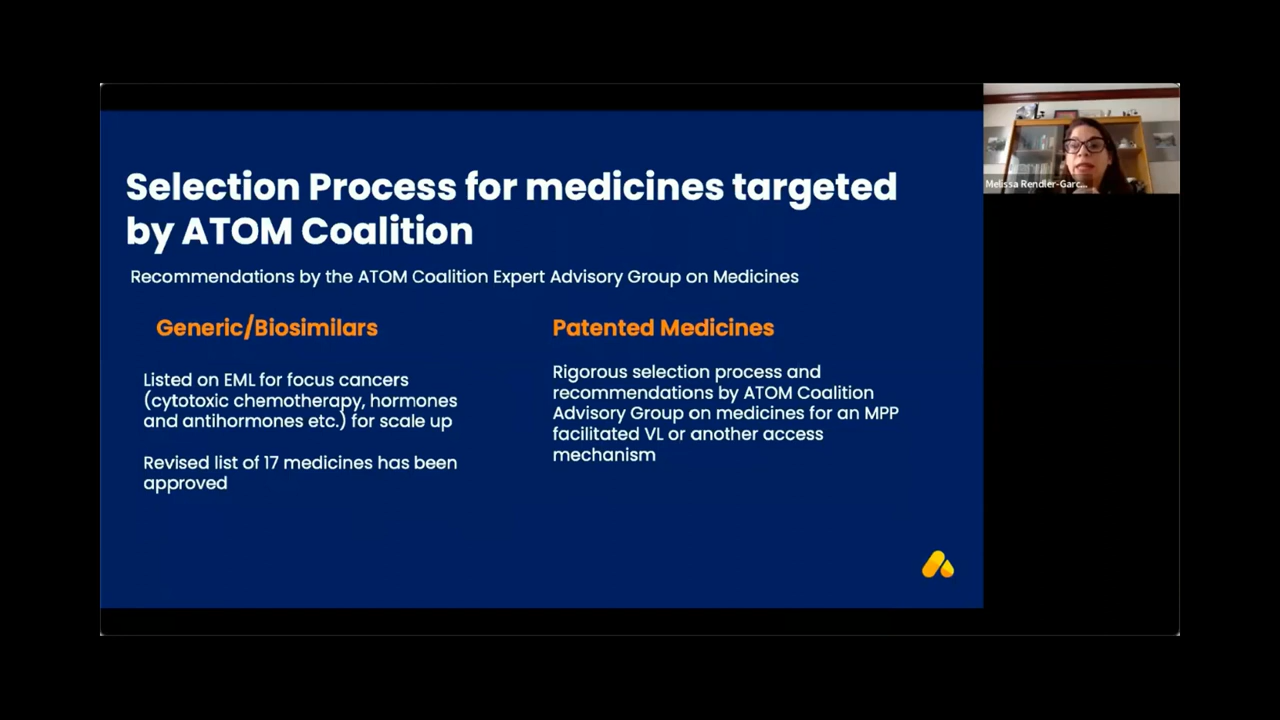 Selection Process for medicines targeted
by ATOM Coalition
Recommendations by the ATOM Coalition Expert Advisory Group on Medicines
Generic/Biosimilars
Listed on EML for focus cancers
(cytotoxic chemotherapy, hormones
and antihormones etc.) for scale up
Revised list of 17 medicines has been
approved
Patented Medicines
Rigorous selection process and
recommendations by ATOM Coalition
Advisory Group on medicines for an MPP
facilitated VL or another access
mechanism
Melissa Rendler-Garc...